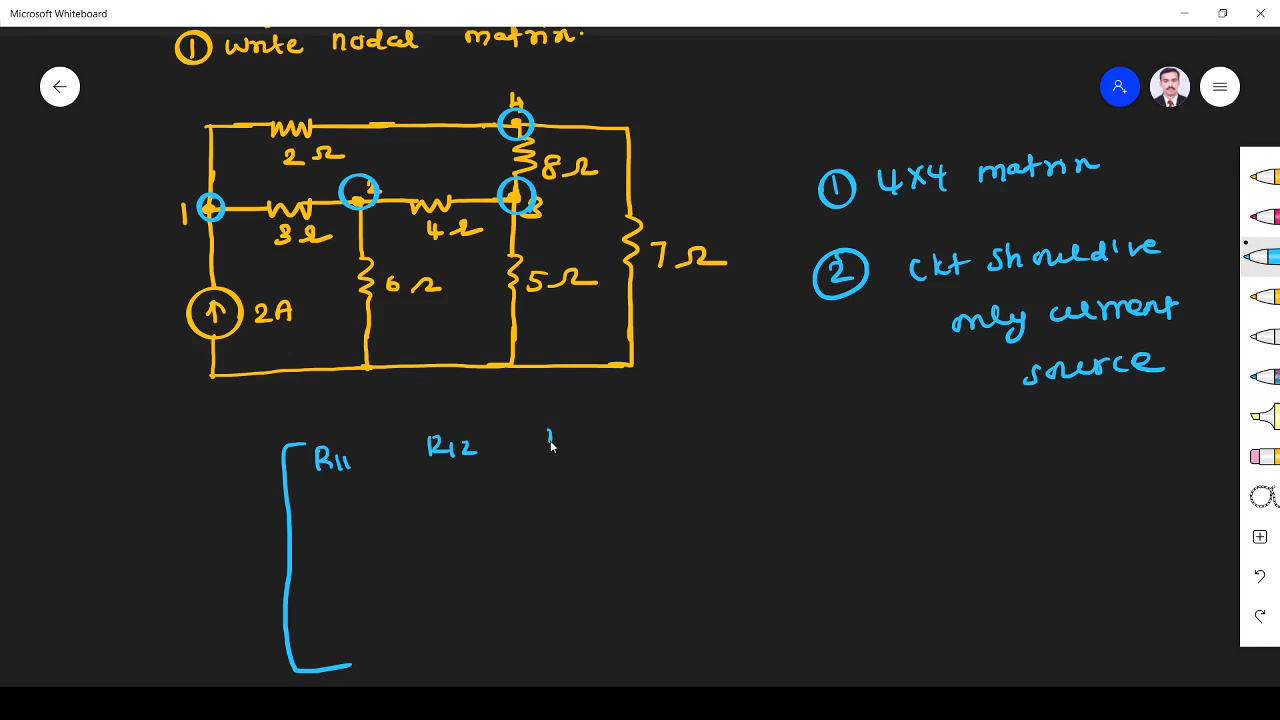 Microsoft Whiteboard
① write nodal matrix.
4
2 Ω
8 Ω
1
2
3
3 Ω
4 Ω
7 Ω
6 Ω
5 Ω
2A
① 4X4 matrix
② ckt should
only current
source
R11 R12